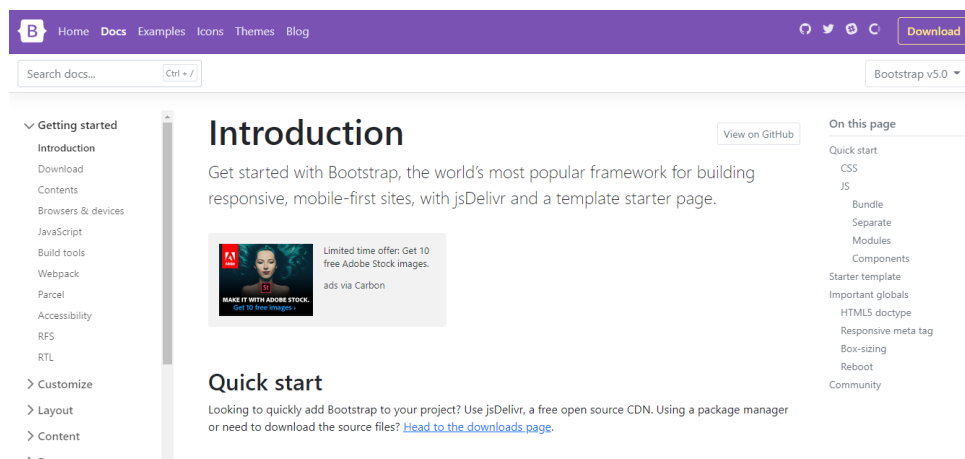 B Home Docs Examples Icons Themes Blog Download
Search docs... Ctrl + / Bootstrap v5.0
Getting started
Introduction
Download
Contents
Browsers & devices
JavaScript
Build tools
Webpack
Parcel
Accessibility
RFS
RTL
Customize
Layout
Content
Introduction
View on GitHub
Get started with Bootstrap, the world's most popular framework for building
responsive, mobile-first sites, with jsDelivr and a template starter page.
Adobe
St
MAKE IT WITH ADOBE STOCK.
Get 10 free images ›
Limited time offer: Get 10
free Adobe Stock images.
ads via Carbon
Quick start
Looking to quickly add Bootstrap to your project? Use jsDelivr, a free open source CDN. Using a package manager
or need to download the source files? Head to the downloads page.
On this page
Quick start
CSS
JS
Bundle
Separate
Modules
Components
Starter template
Important globals
HTML5 doctype
Responsive meta tag
Box-sizing
Reboot
Community